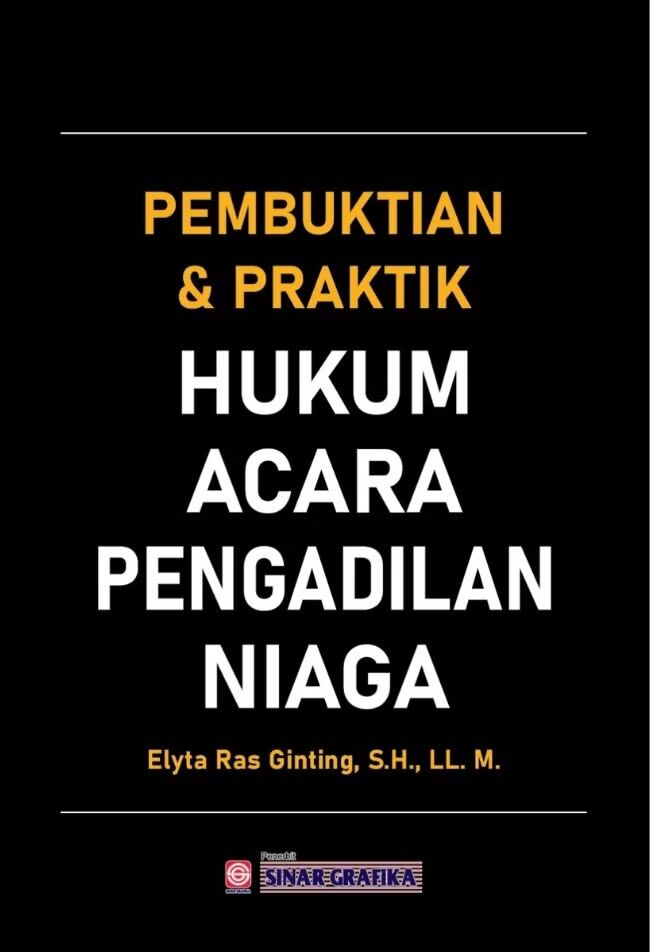 PEMBUKTIAN
& PRAKTIK
HUKUM
ACARA
PENGADILAN
NIAGA
Elyta Ras Ginting, S.H., LL. M.
Penerbit
SINAR GRAFIKA